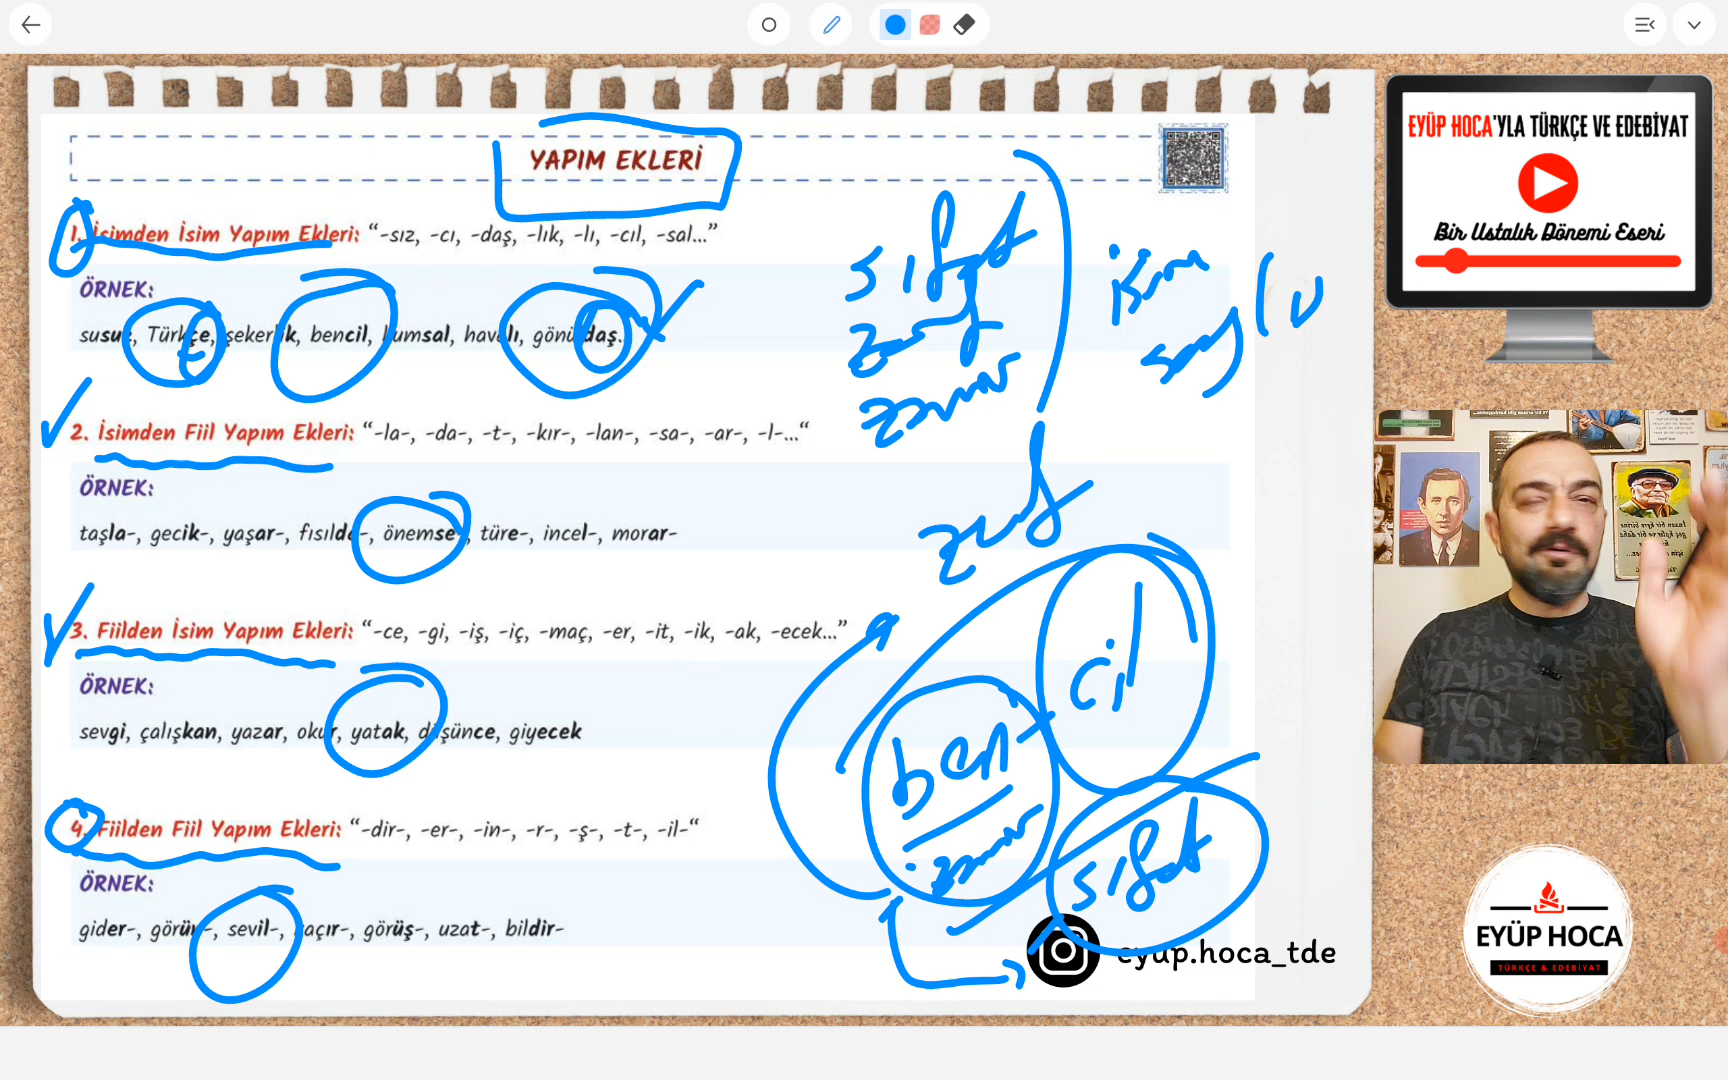 YAPIM EKLERİ
1. İsimden İsim Yapım Ekleri: “-sız, -cı, -daş, -lık, -lı, -cıl, -sal...”
ÖRNEK:
susuz, Türkçe, şekerlik, bencil, kumsal, havalı, gönüldaş...
2. İsimden Fiil Yapım Ekleri: “-la-, -da-, -t-, -kır-, -lan-, -sa-, -ar-, -l-...“
ÖRNEK:
taşla-, gecik-, yaşar-, fısılda-, önemse-, türe-, incel-, morar-
3. Fiilden İsim Yapım Ekleri: “-ce, -gi, -iş, -iç, -maç, -er, -it, -ik, -ak, -ecek...”
ÖRNEK:
sevgi, çalışkan, yazar, okur, yatak, düşünce, giyecek
4. Fiilden Fiil Yapım Ekleri: “-dir-, -er-, -in-, -r-, -ş-, -t-, -il-“
ÖRNEK:
gider-, görün-, sevil-, kaçır-, görüş-, uzat-, bildir-
sıfat
zarf
zamir
isim
soylu
zarf
ben
cil
zamir
sıfat
eyup.hoca_tde
EYÜP HOCA'YLA TÜRKÇE VE EDEBİYAT
Bir Ustalık Dönemi Eseri
EYÜP HOCA
TÜRKÇE & EDEBİYAT